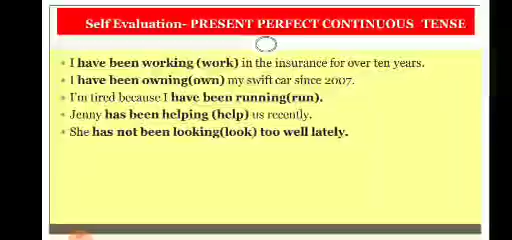 Self Evaluation- PRESENT PERFECT CONTINUOUS TENSE
I have been working (work) in the insurance for over ten years.
I have been owning(own) my swift car since 2007.
I'm tired because I have been running(run).
Jenny has been helping (help) us recently.
She has not been looking(look) too well lately.